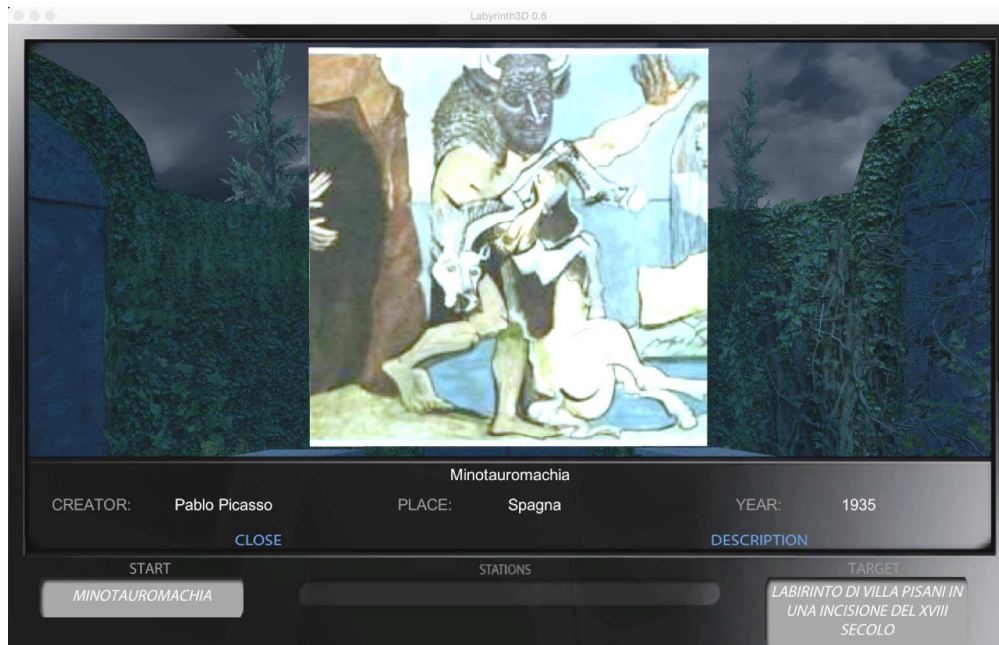 Labyrinth3D 0.6
Minotauromachia
CREATOR: Pablo Picasso PLACE: Spagna YEAR: 1935
CLOSE DESCRIPTION
START STATIONS TARGET
MINOTAUROMACHIA
LABIRINTO DI VILLA PISANI IN
UNA INCISIONE DEL XVIII
SECOLO